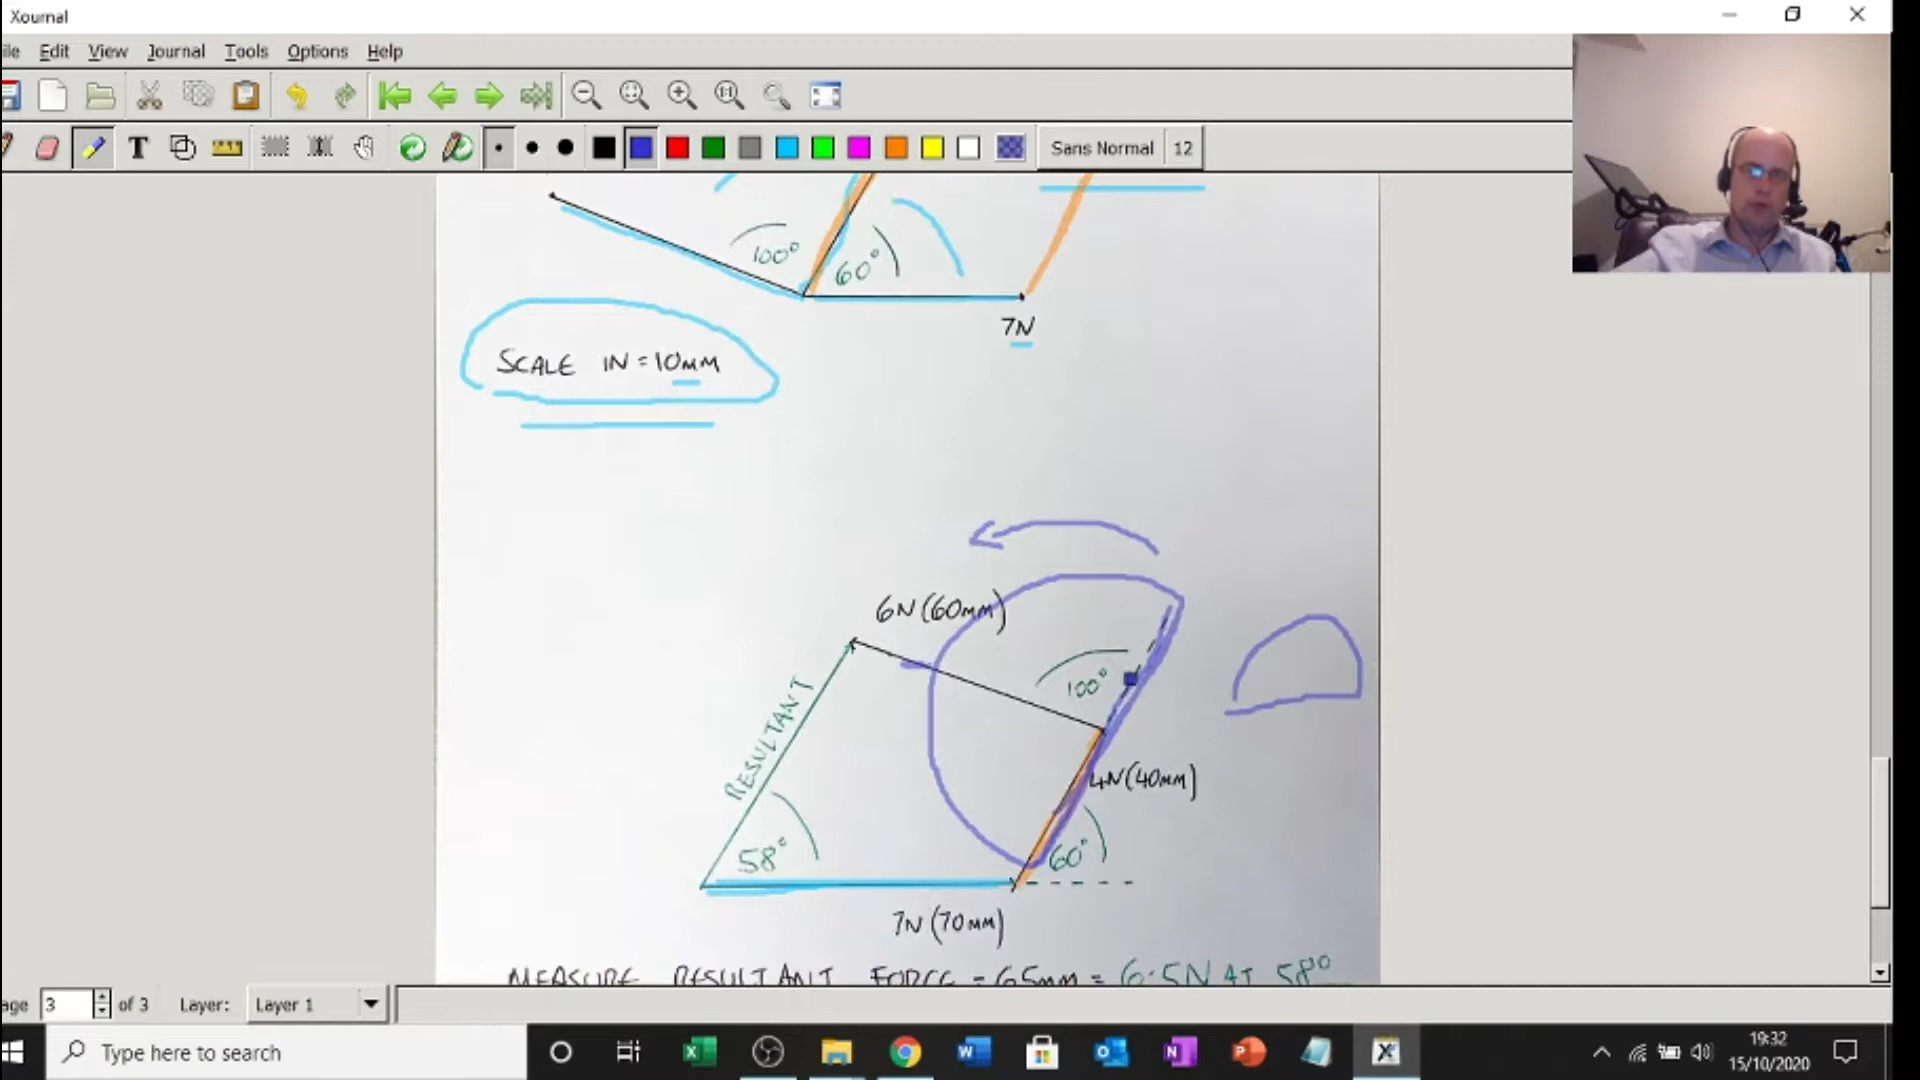 Xournal
ile Edit View Journal Tools Options Help
T Sans Normal 12
100° 60°
7N
SCALE 1N = 10MM
6N (60MM)
100°
RESULTANT
4N (40MM)
58° 60°
7N (70MM)
MEASURE RESULTANT FORCE = 65MM = 6.5N AT 58°
age 3 of 3 Layer: Layer 1
Type here to search
19:32
15/10/2020